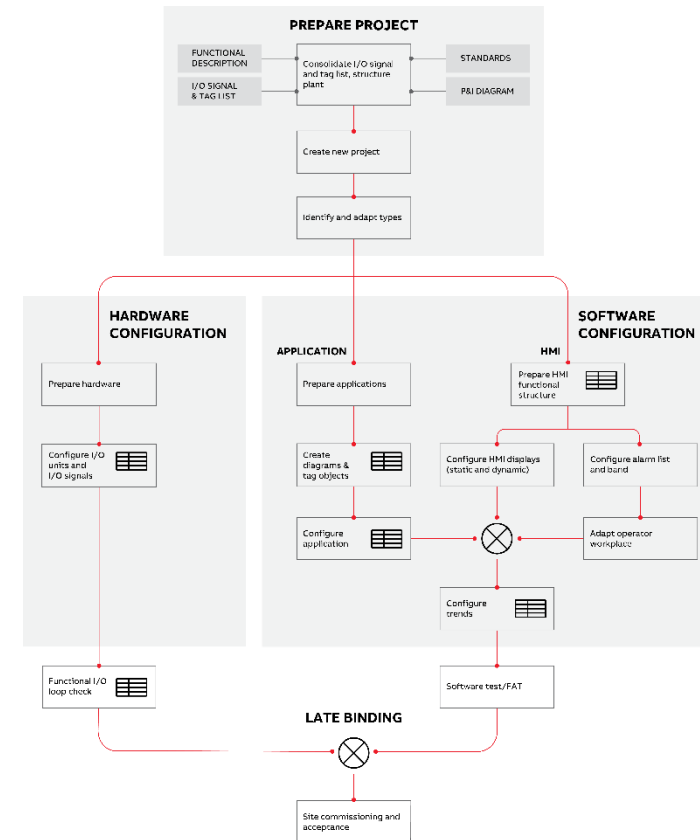 PREPARE PROJECT
FUNCTIONAL
DESCRIPTION
I/O SIGNAL
& TAG LIST
Consolidate I/O signal
and tag list, structure
plant
STANDARDS
P&I DIAGRAM
Create new project
Identify and adapt types
HARDWARE
CONFIGURATION
Prepare hardware
Configure I/O
units and
I/O signals
SOFTWARE
CONFIGURATION
APPLICATION
HMI
Prepare applications
Prepare HMI
functional
structure
Create
diagrams &
tag objects
Configure HMI displays
(static and dynamic)
Configure alarm list
and band
Configure
application
Adapt operator
workplace
Configure
trends
Functional I/O
loop check
Software test/FAT
LATE BINDING
Site commissioning and
acceptance